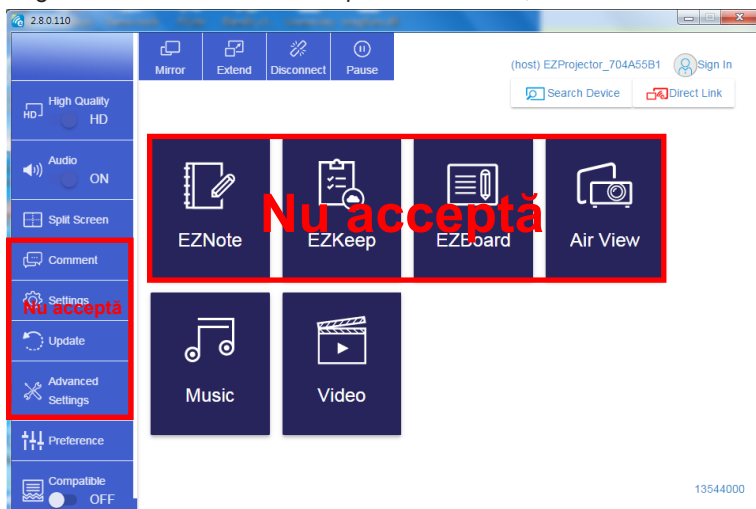 2.8.0.110
Mirror
Extend
Disconnect
Pause
(host) EZProjector_704A55B1
Sign In
Search Device
Direct Link
High Quality
HD
HD
Audio
ON
Split Screen
Comment
Settings
Nu acceptă
Update
Advanced
Settings
Preference
Compatible
OFF
Nu acceptă
EZNote
EZKeep
EZBoard
Air View
Music
Video
13544000